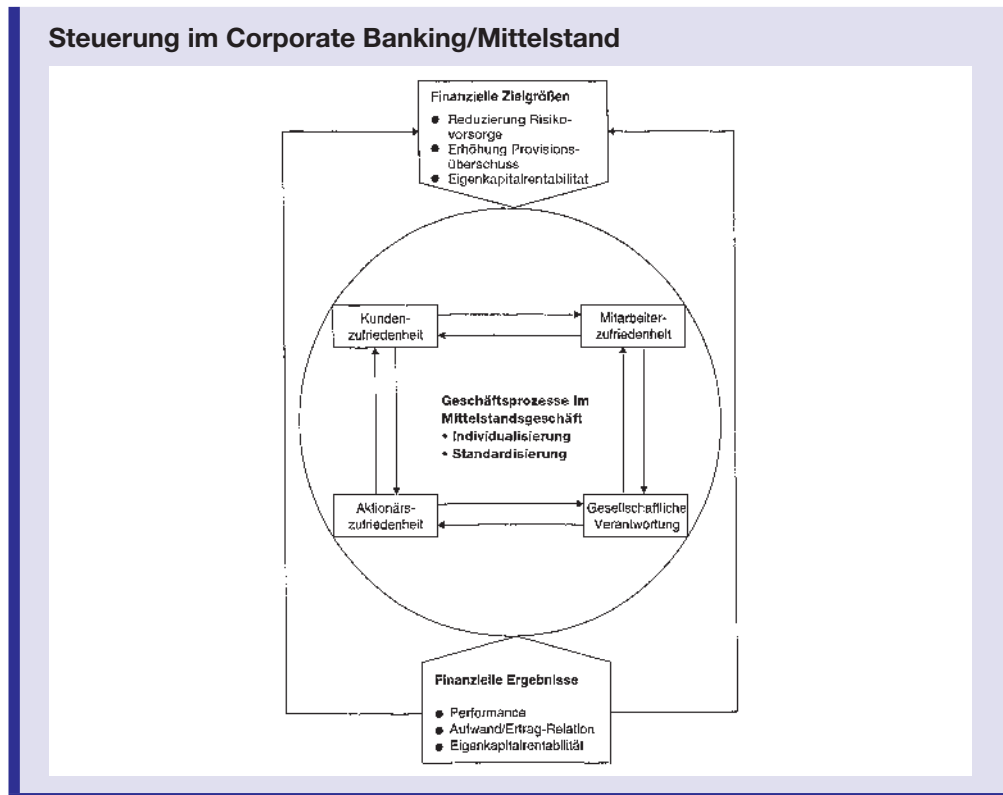 Steuerung im Corporate Banking/Mittelstand
Finanzielle Zielgrößen
● Reduzierung Risiko-
vorsorge
● Erhöhung Provisions-
überschuss
● Eigenkapitalrentabilitat
Kunden-
zufriedenheit
Mitarbeiter-
zufriedenheit
Geschäftsprozesse im
Mittelstandsgeschäft
• Individualisierung
• Standardisierung
Aktionärs-
zufriedenheit
Gesellschaftliche
Verantwortung
Finanzielle Ergebnisse
● Performance
● Aufwand/Ertrag-Relation
● Eigenkapitalrentabilität